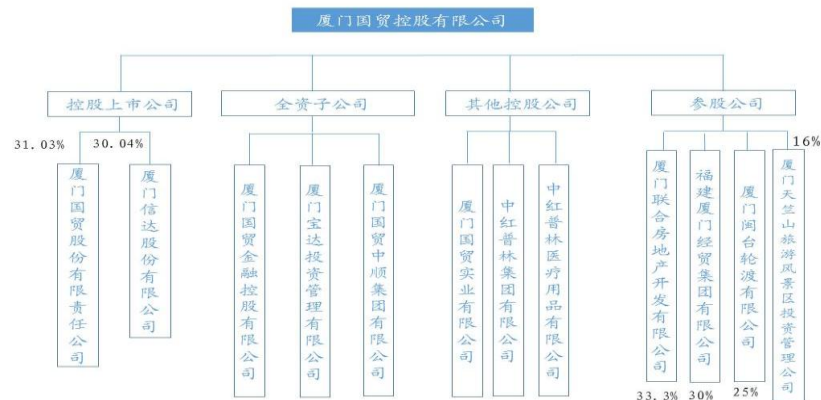 厦门国贸控股有限公司
控股上市公司
全资子公司
其他控股公司
参股公司
31.03%
30.04%
16%
厦门国贸股份有限责任公司
厦门信达股份有限公司
厦门国贸金融控股有限公司
厦门宝达投资管理有限公司
厦门国贸中顺集团有限公司
厦门国贸实业有限公司
中红普林集团有限公司
中红普林医疗用品有限公司
厦门联合房地产开发有限公司
福建厦门经贸集团有限公司
厦门闽台轮渡有限公司
厦门天竺山旅游风景区投资管理公司
33.3%
30%
25%